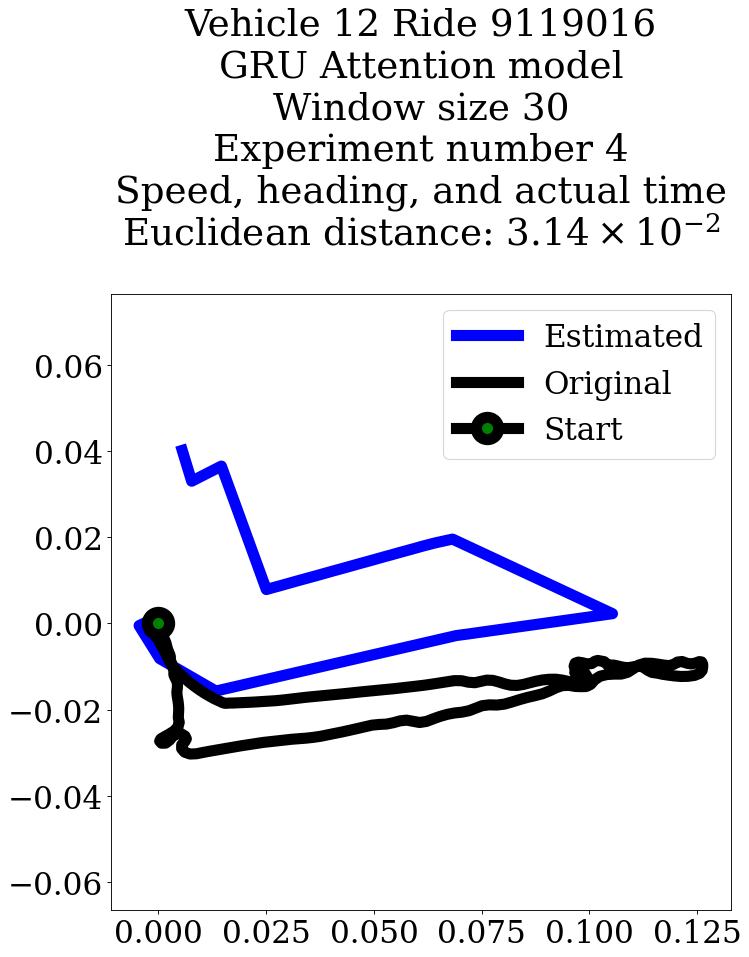 Vehicle 12 Ride 9119016
GRU Attention model
Window size 30
Experiment number 4
Speed, heading, and actual time
Euclidean distance: 3.14 × 10⁻²
Estimated
Original
Start
0.06
0.04
0.02
0.00
−0.02
−0.04
−0.06
0.000 0.025 0.050 0.075 0.100 0.125